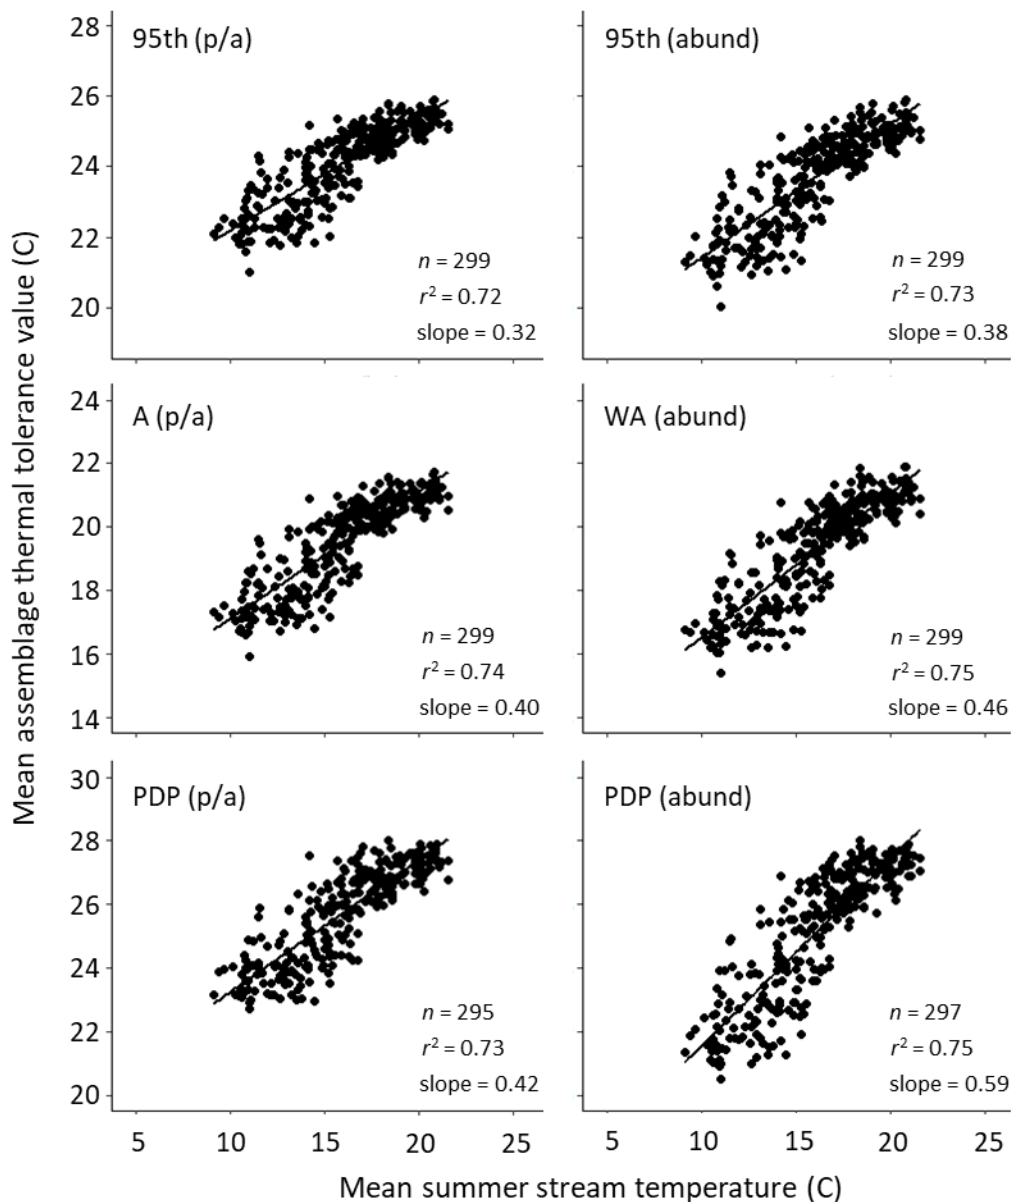 Mean assemblage thermal tolerance value (C)
28
26
24
22
20
95th (p/a)
n = 299
r² = 0.72
slope = 0.32
95th (abund)
n = 299
r² = 0.73
slope = 0.38
24
22
20
18
16
14
A (p/a)
n = 299
r² = 0.74
slope = 0.40
WA (abund)
n = 299
r² = 0.75
slope = 0.46
30
28
26
24
22
20
PDP (p/a)
n = 295
r² = 0.73
slope = 0.42
PDP (abund)
n = 297
r² = 0.75
slope = 0.59
5 10 15 20 25
5 10 15 20 25
Mean summer stream temperature (C)